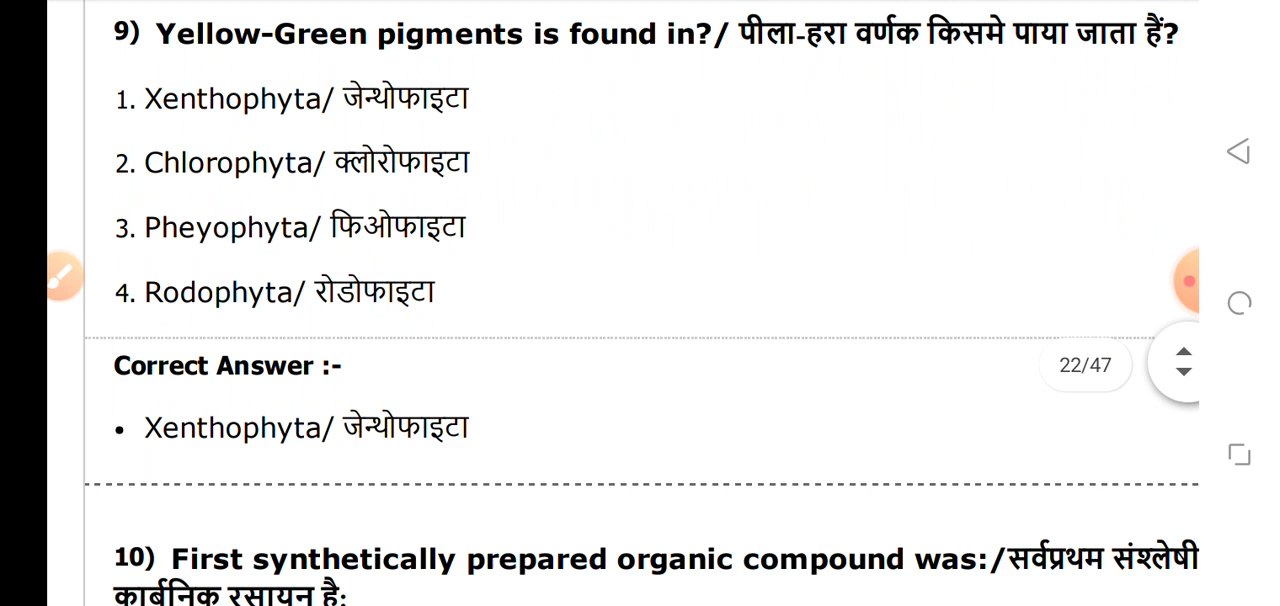 9) Yellow-Green pigments is found in?/ पीला-हरा वर्णक किसमे पाया जाता हैं?
1. Xenthophyta/ जेन्थोफाइटा
2. Chlorophyta/ क्लोरोफाइटा
3. Pheyophyta/ फिओफाइटा
4. Rodophyta/ रोडोफाइटा
Correct Answer :-
22/47
• Xenthophyta/ जेन्थोफाइटा
10) First synthetically prepared organic compound was:/सर्वप्रथम संश्लेषी
कार्बनिक रसायन है: